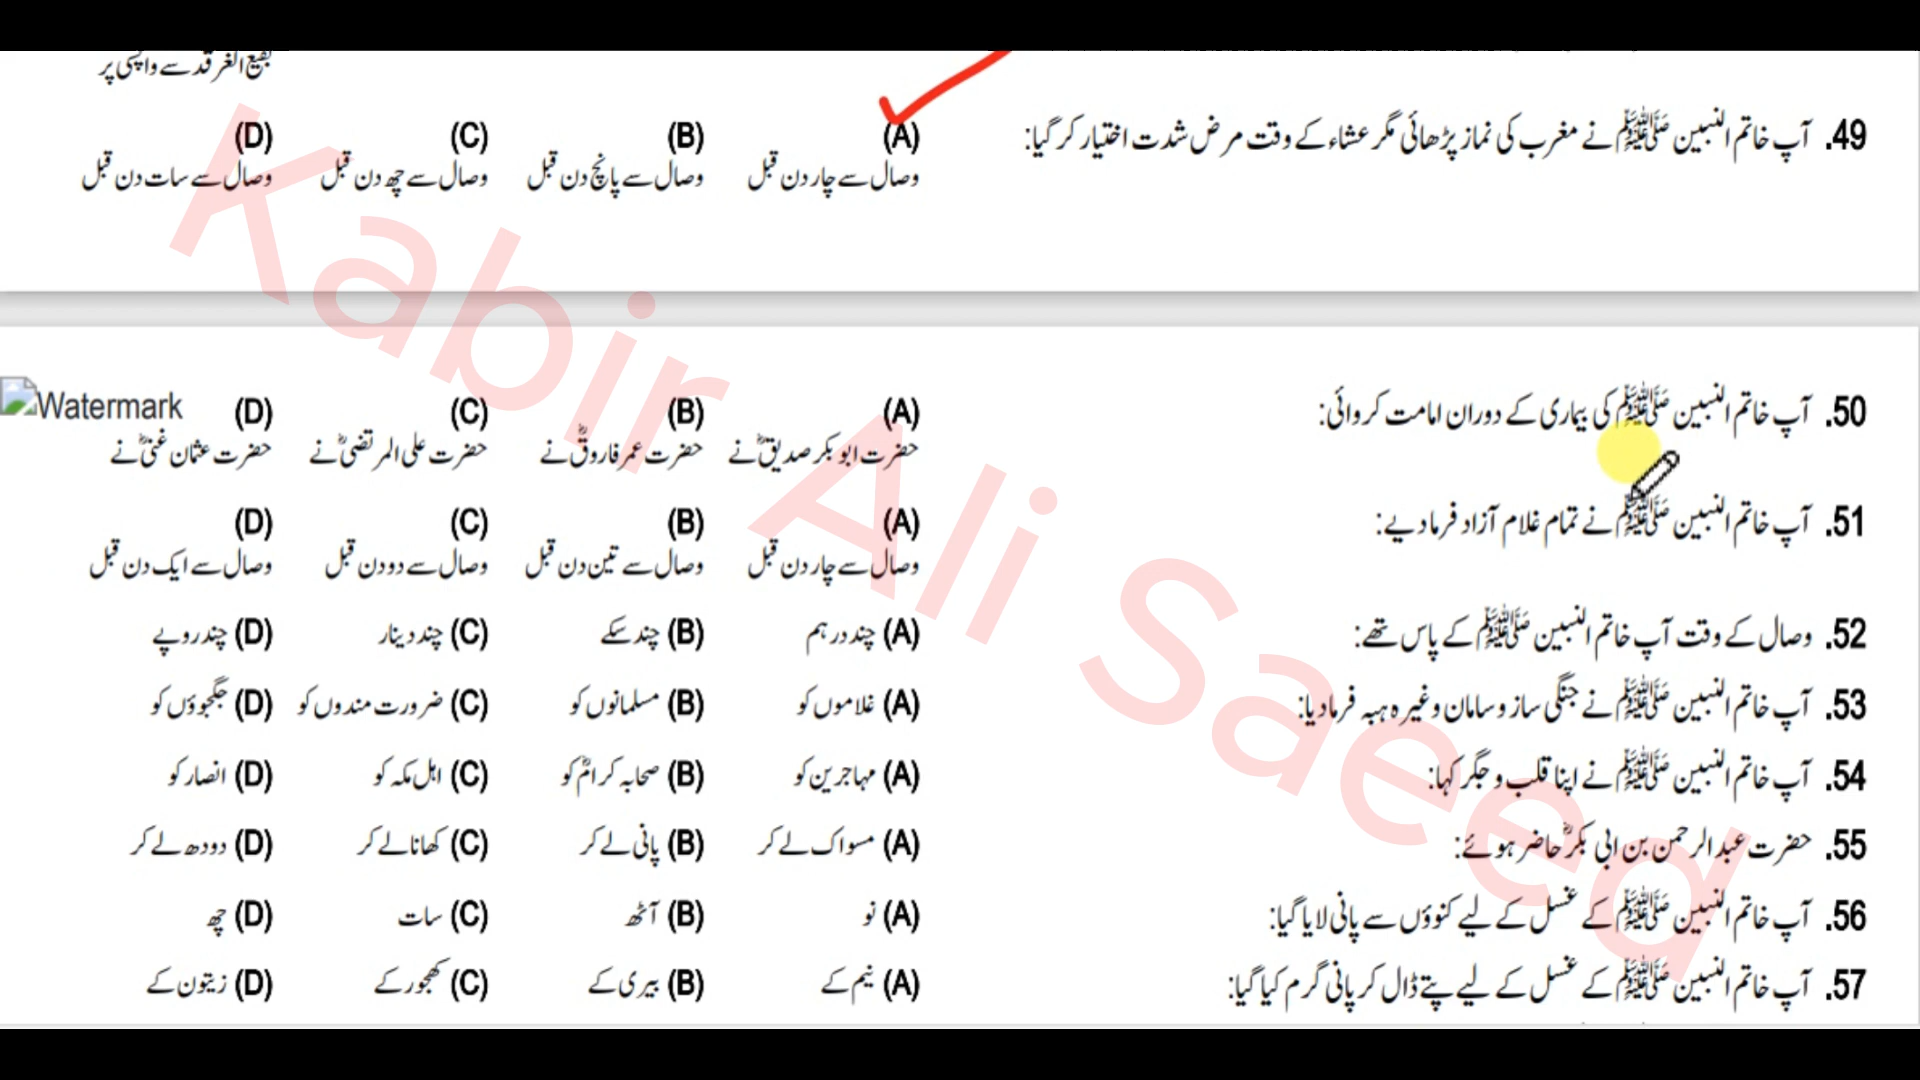 بقیع الغرقد سے واپسی پر
49. آپ خاتم النبیین ﷺ نے مغرب کی نماز پڑھائی مگر عشاء کے وقت مرض شدت اختیار کر گیا: (A) (B) (C) (D)
وصال سے چار دن قبل وصال سے پانچ دن قبل وصال سے چھ دن قبل وصال سے سات دن قبل
50. آپ خاتم النبیین ﷺ کی بیماری کے دوران امامت کروائی: (A) (B) (C) (D) Watermark
حضرت ابو بکر صدیقؓ نے حضرت عمر فاروقؓ نے حضرت علی المرتضیٰؓ نے حضرت عثمان غنیؓ نے
51. آپ خاتم النبیین ﷺ نے تمام غلام آزاد فرمادیے: (A) (B) (C) (D)
وصال سے چار دن قبل وصال سے تین دن قبل وصال سے دو دن قبل وصال سے ایک دن قبل
52. وصال کے وقت آپ خاتم النبیین ﷺ کے پاس تھے: (A) چند درہم (B) چند سکے (C) چند دینار (D) چند روپے
53. آپ خاتم النبیین ﷺ نے جنگی ساز و سامان وغیرہ ہبہ فرمادیا: (A) غلاموں کو (B) مسلمانوں کو (C) ضرورت مندوں کو (D) جنگجوؤں کو
54. آپ خاتم النبیین ﷺ نے اپنا قلب و جگر کہا: (A) مہاجرین کو (B) صحابہ کرامؓ کو (C) اہل مکہ کو (D) انصار کو
55. حضرت عبدالرحمن بن ابی بکرؓ حاضر ہوئے: (A) مسواک لے کر (B) پانی لے کر (C) کھانا لے کر (D) دودھ لے کر
56. آپ خاتم النبیین ﷺ کے غسل کے لیے کنوؤں سے پانی لایا گیا: (A) نو (B) آٹھ (C) سات (D) چھ
57. آپ خاتم النبیین ﷺ کے غسل کے لیے پتے ڈال کر پانی گرم کیا گیا: (A) نیم کے (B) بیری کے (C) کھجور کے (D) زیتون کے
Kabir Ali Saeed